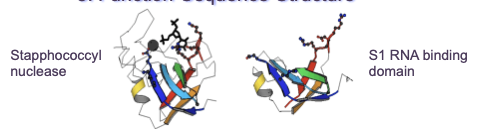 Stapphococcyl
nuclease
S1 RNA binding
domain